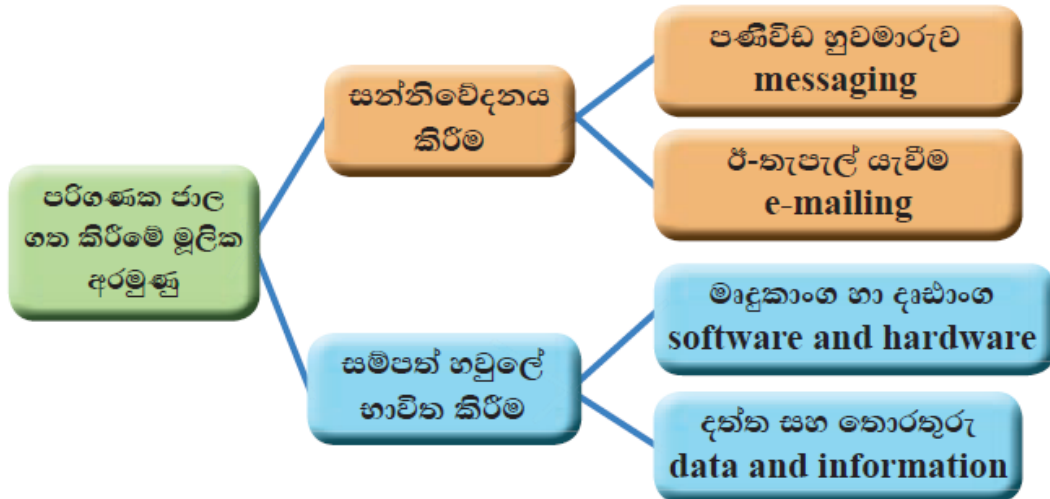 පරිගණක ජාල
ගත කිරීමේ මූලික
අරමුණු
සන්නිවේදනය
කිරීම
පණිවිඩ හුවමාරුව
messaging
ඊ-තැපැල් යැවීම
e-mailing
සම්පත් හවුලේ
භාවිත කිරීම
මෘදුකාංග හා දෘඪාංග
software and hardware
දත්ත සහ තොරතුරු
data and information